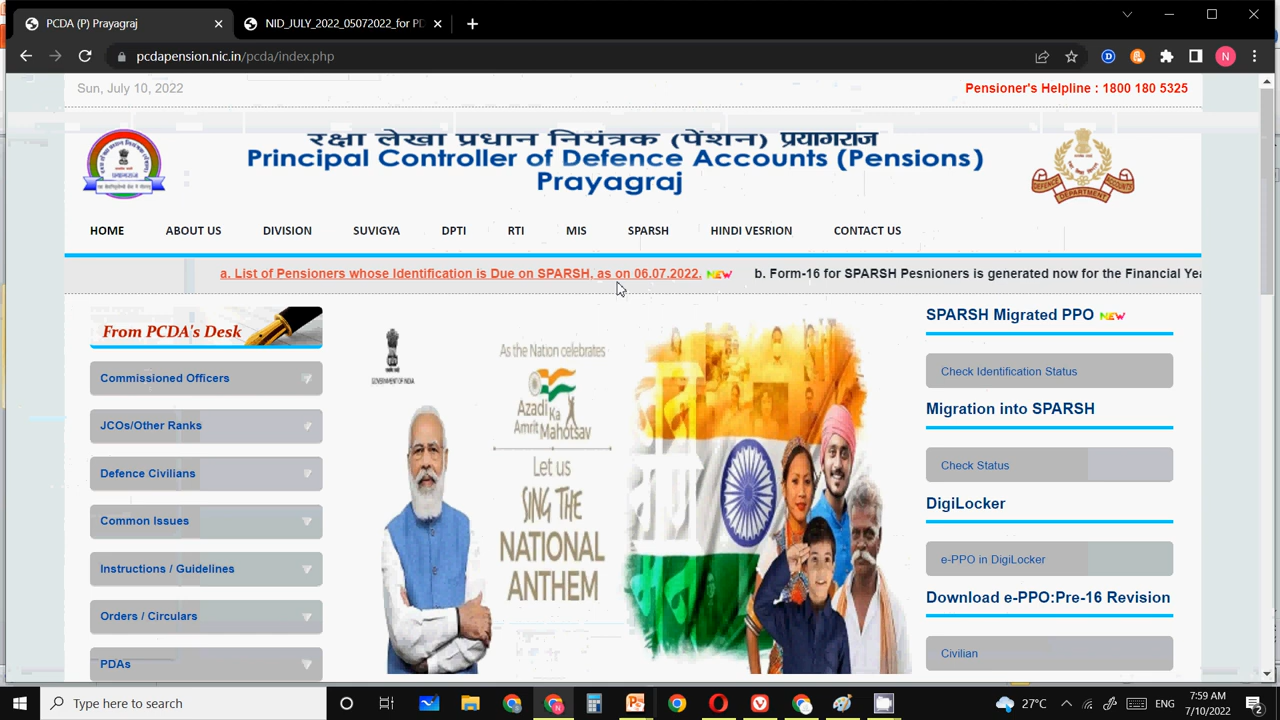 PCDA (P) Prayagraj
NID_JULY_2022_05072022_for PD
pcdapension.nic.in/pcda/index.php
N
Sun, July 10, 2022
Pensioner's Helpline : 1800 180 5325
रक्षा लेखा प्रधान नियंत्रक (पेंशन) प्रयागराज
Principal Controller of Defence Accounts (Pensions)
Prayagraj
DEFENCE ACCOUNTS
DEPARTMENT
HOME ABOUT US DIVISION SUVIGYA DPTI RTI MIS SPARSH HINDI VESRION CONTACT US
a. List of Pensioners whose Identification is Due on SPARSH, as on 06.07.2022. NEW b. Form-16 for SPARSH Pesnioners is generated now for the Financial Yea
From PCDA's Desk
Commissioned Officers
JCOs/Other Ranks
Defence Civilians
Common Issues
Instructions / Guidelines
Orders / Circulars
PDAs
GOVERNMENT OF INDIA
As the Nation celebrates
Azadi Ka
Amrit Mahotsav
Let us
SING THE
NATIONAL
ANTHEM
SPARSH Migrated PPO NEW
Check Identification Status
Migration into SPARSH
Check Status
DigiLocker
e-PPO in DigiLocker
Download e-PPO:Pre-16 Revision
Civilian
Type here to search
27°C
ENG
7:59 AM
7/10/2022
2